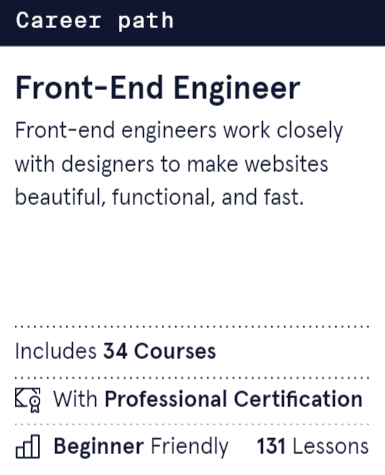 Career path
Front-End Engineer
Front-end engineers work closely
with designers to make websites
beautiful, functional, and fast.
Includes 34 Courses
With Professional Certification
Beginner Friendly 131 Lessons